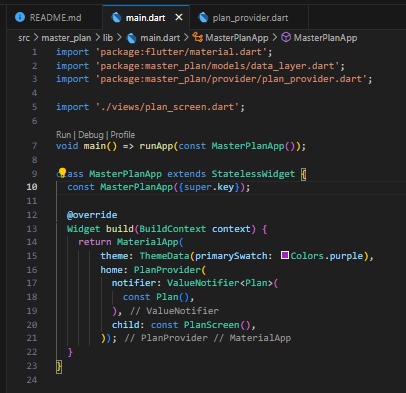 README.md main.dart plan_provider.dart
src > master_plan > lib > main.dart > MasterPlanApp > MasterPlanApp
1 import 'package:flutter/material.dart';
2 import 'package:master_plan/models/data_layer.dart';
3 import 'package:master_plan/provider/plan_provider.dart';
4
5 import './views/plan_screen.dart';
6
Run | Debug | Profile
7 void main() => runApp(const MasterPlanApp());
8
9 class MasterPlanApp extends StatelessWidget {
10 const MasterPlanApp({super.key});
11
12 @override
13 Widget build(BuildContext context) {
14 return MaterialApp(
15 theme: ThemeData(primarySwatch: Colors.purple),
16 home: PlanProvider(
17 notifier: ValueNotifier<Plan>(
18 const Plan(),
19 ), // ValueNotifier
20 child: const PlanScreen(),
21 )); // PlanProvider // MaterialApp
22 }
23 }
24